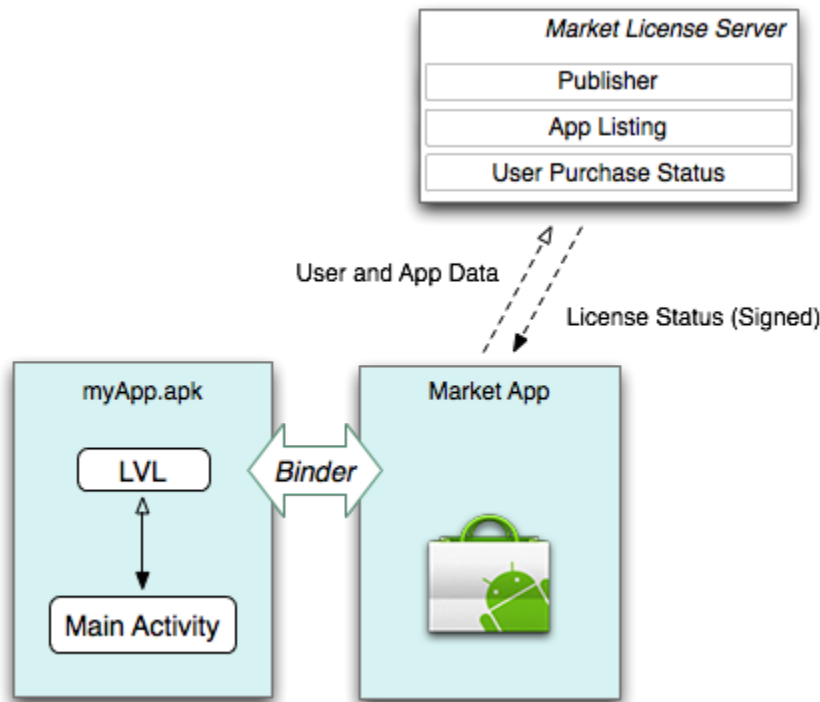 Market License Server
Publisher
App Listing
User Purchase Status
User and App Data
License Status (Signed)
myApp.apk
Market App
LVL
Binder
Main Activity